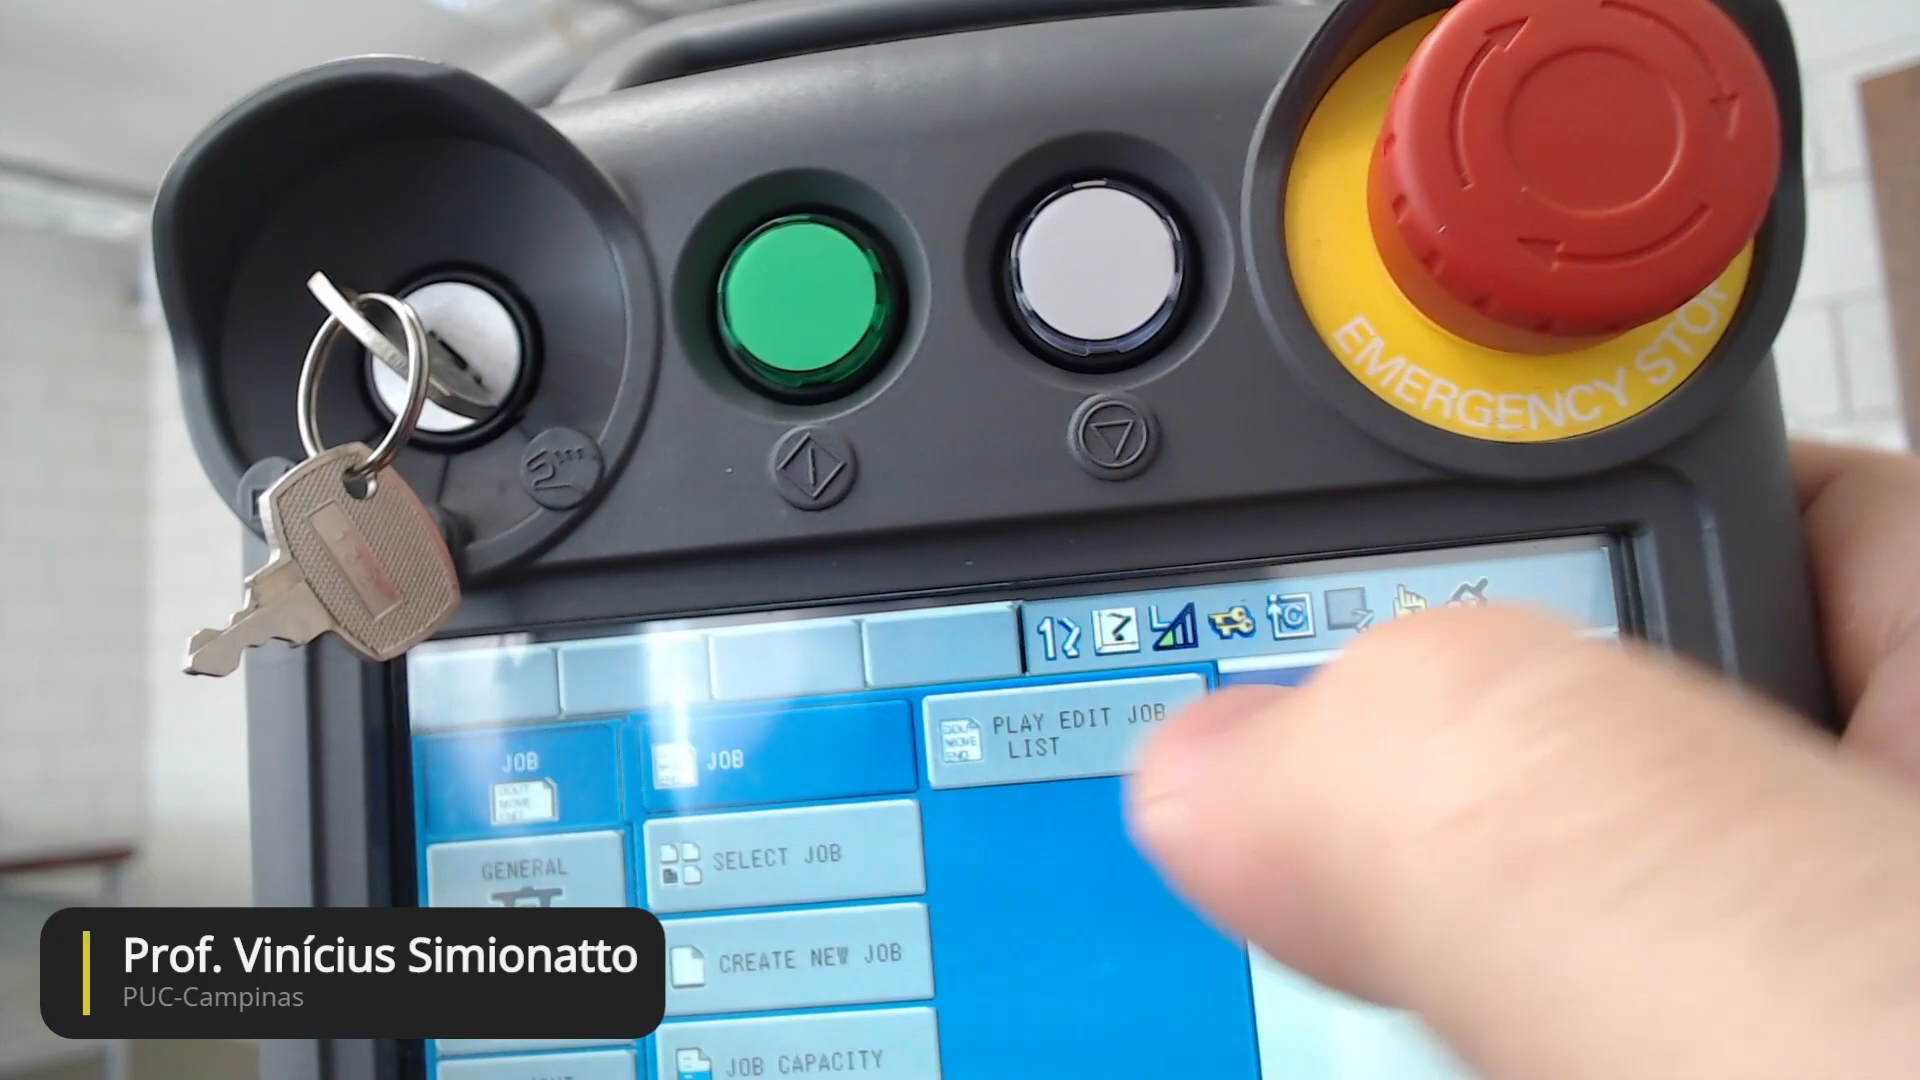 EMERGENCY STOP
JOB
JOB
PLAY EDIT JOB
LIST
SELECT JOB
GENERAL
CREATE NEW JOB
JOB CAPACITY
Prof. Vinícius Simionatto
PUC-Campinas